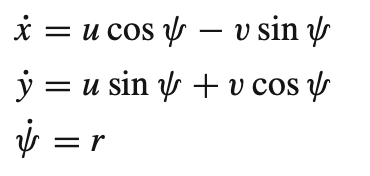 ẋ = u cos ψ − v sin ψ
ẏ = u sin ψ + v cos ψ
ψ̇ = r